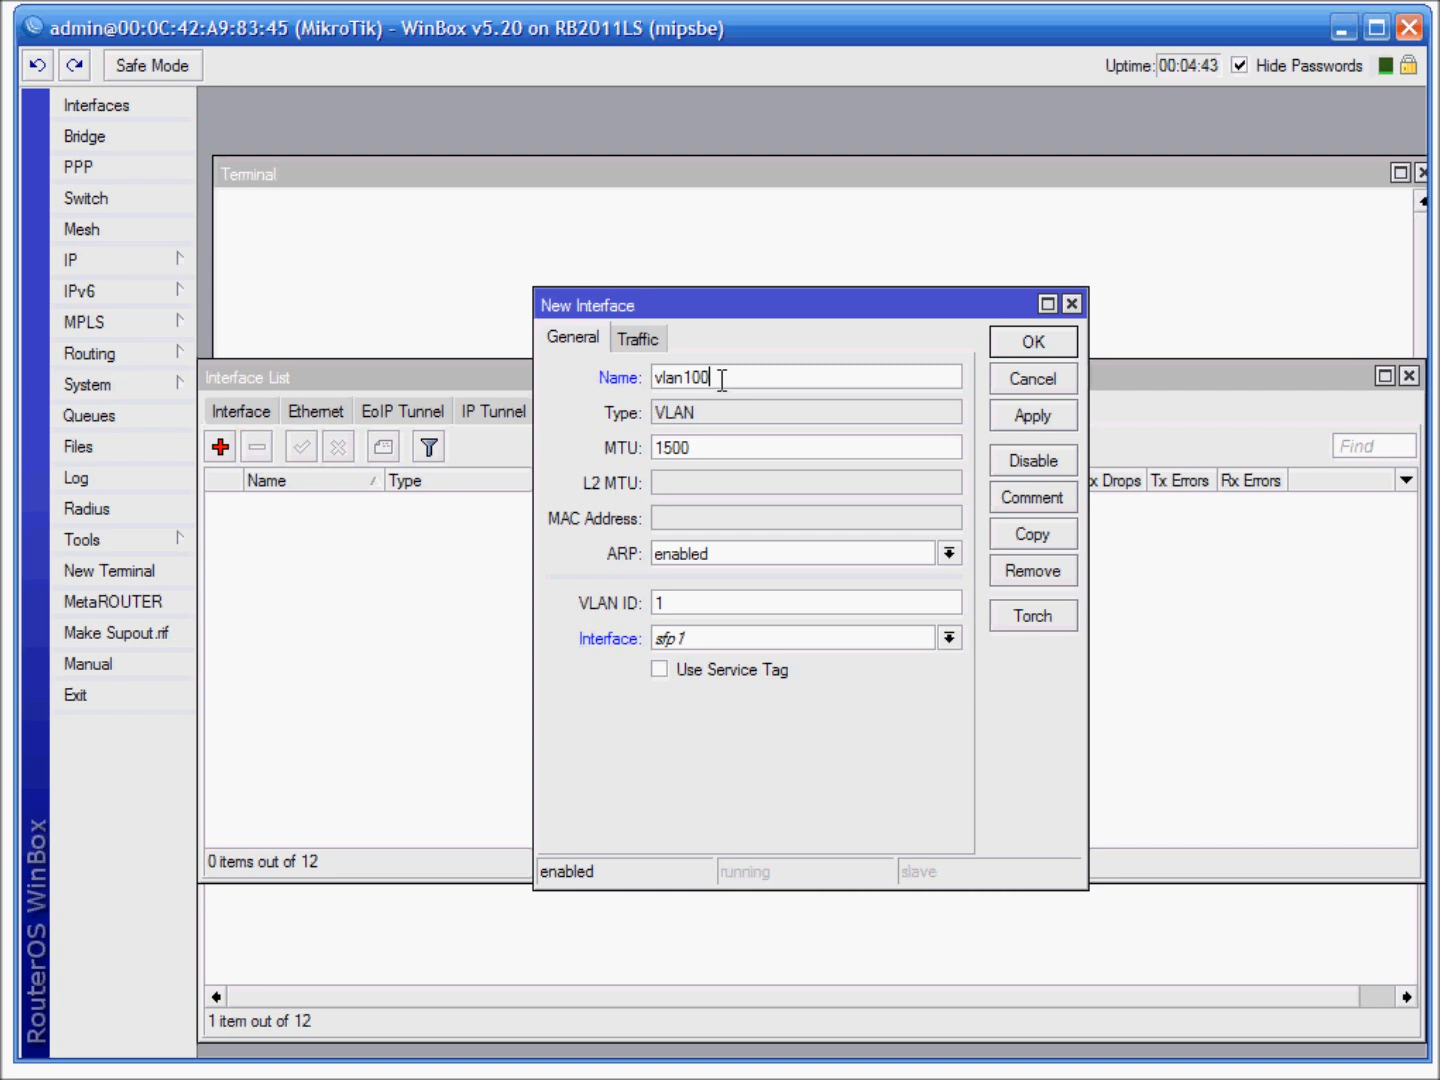 admin@00:0C:42:A9:83:45 (MikroTik) - WinBox v5.20 on RB2011LS (mipsbe)
Safe Mode
Uptime: 00:04:43 Hide Passwords
Interfaces
Bridge
PPP
Switch
Mesh
IP
IPv6
MPLS
Routing
System
Queues
Files
Log
Radius
Tools
New Terminal
MetaROUTER
Make Supout.rif
Manual
Exit
RouterOS WinBox
Terminal
Interface List
Interface Ethernet EoIP Tunnel IP Tunnel
Find
Name Type
x Drops Tx Errors Rx Errors
0 items out of 12
1 item out of 12
New Interface
General Traffic
Name: vlan100
Type: VLAN
MTU: 1500
L2 MTU:
MAC Address:
ARP: enabled
VLAN ID: 1
Interface: sfp1
Use Service Tag
OK
Cancel
Apply
Disable
Comment
Copy
Remove
Torch
enabled running slave